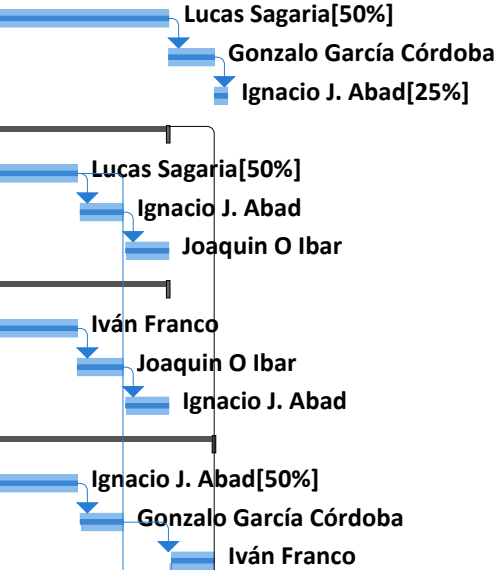 Lucas Sagaria[50%]
Gonzalo García Córdoba
Ignacio J. Abad[25%]
Lucas Sagaria[50%]
Ignacio J. Abad
Joaquin O Ibar
Iván Franco
Joaquin O Ibar
Ignacio J. Abad
Ignacio J. Abad[50%]
Gonzalo García Córdoba
Iván Franco